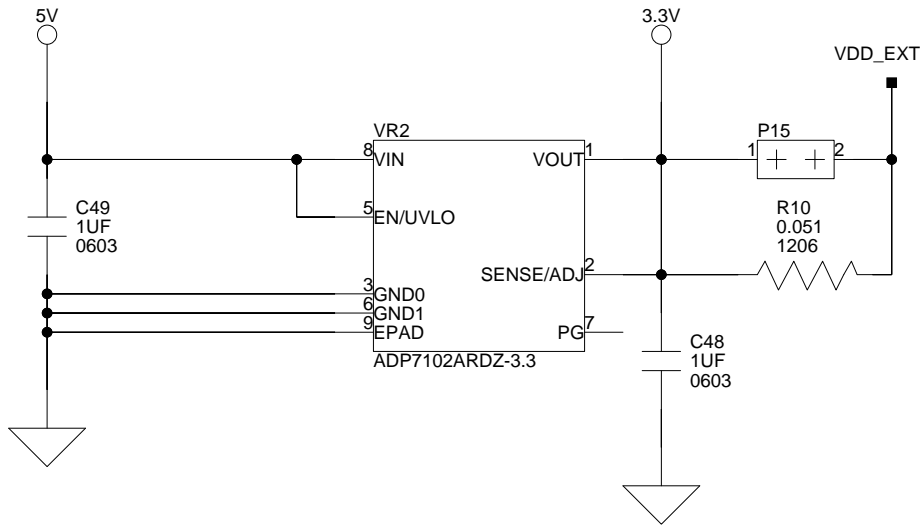 5V
3.3V
VDD_EXT
VR2
P15
8 VIN
VOUT 1
1 2
C49
1UF
0603
5 EN/UVLO
R10
0.051
1206
SENSE/ADJ 2
3 GND0
6 GND1
9 EPAD
PG 7
ADP7102ARDZ-3.3
C48
1UF
0603